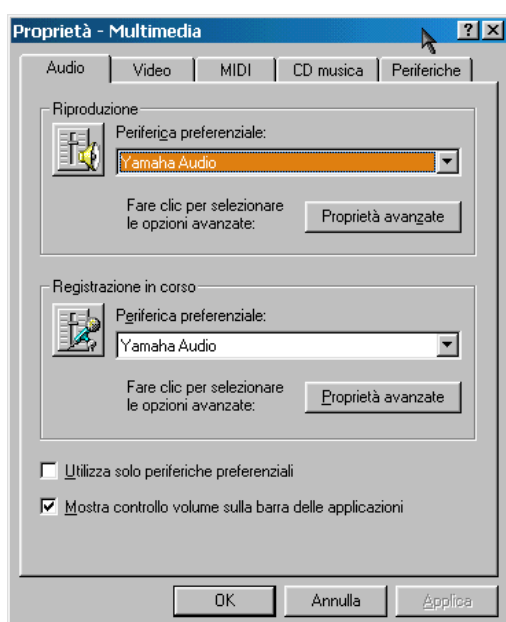 Proprietà - Multimedia
Audio Video MIDI CD musica Periferiche
Riproduzione
Periferica preferenziale:
Yamaha Audio
Fare clic per selezionare
le opzioni avanzate:
Proprietà avanzate
Registrazione in corso
Periferica preferenziale:
Yamaha Audio
Fare clic per selezionare
le opzioni avanzate:
Proprietà avanzate
Utilizza solo periferiche preferenziali
Mostra controllo volume sulla barra delle applicazioni
OK Annulla Applica